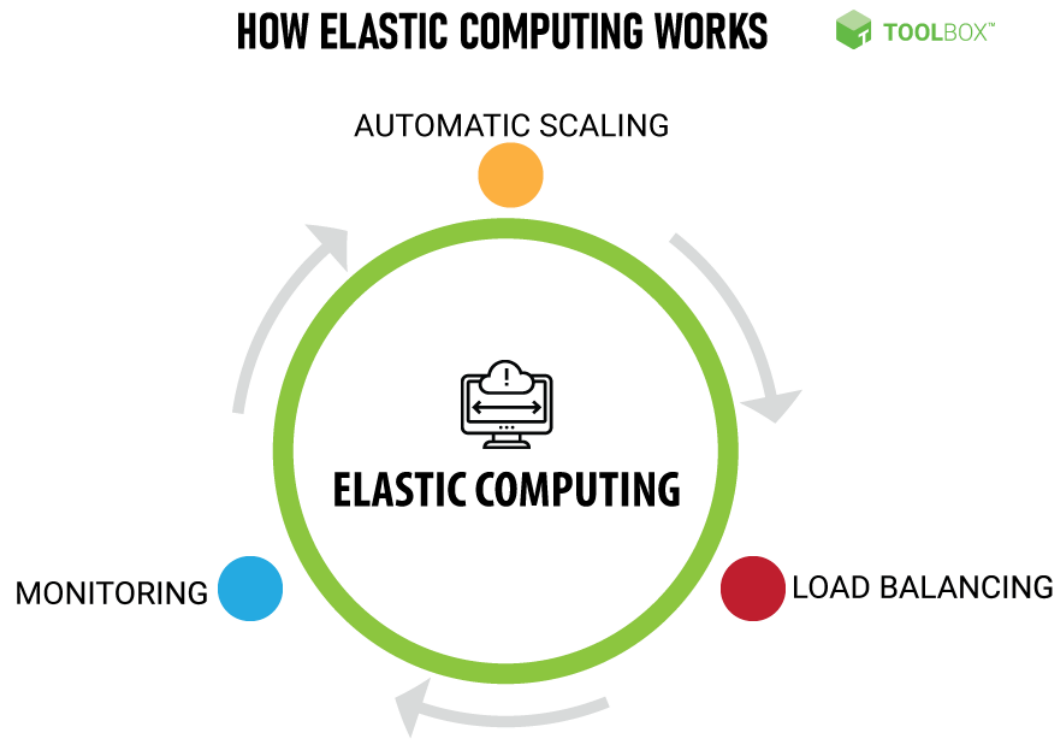 HOW ELASTIC COMPUTING WORKS
TOOLBOX™
AUTOMATIC SCALING
!
ELASTIC COMPUTING
MONITORING
LOAD BALANCING